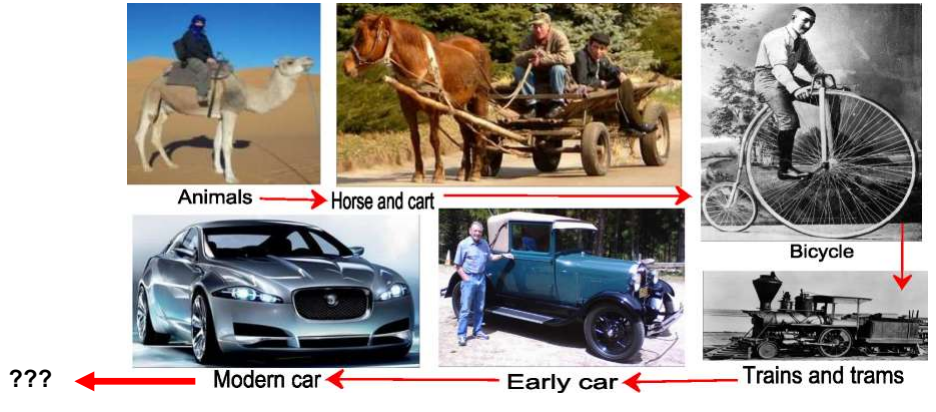 Animals
Horse and cart
Bicycle
Trains and trams
Early car
Modern car
???